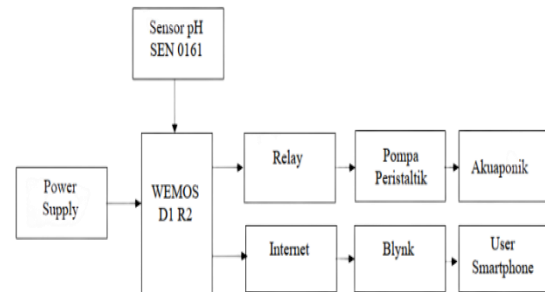 Sensor pH
SEN 0161
Power
Supply
WEMOS
D1 R2
Relay
Pompa
Peristaltik
Akuaponik
Internet
Blynk
User
Smartphone